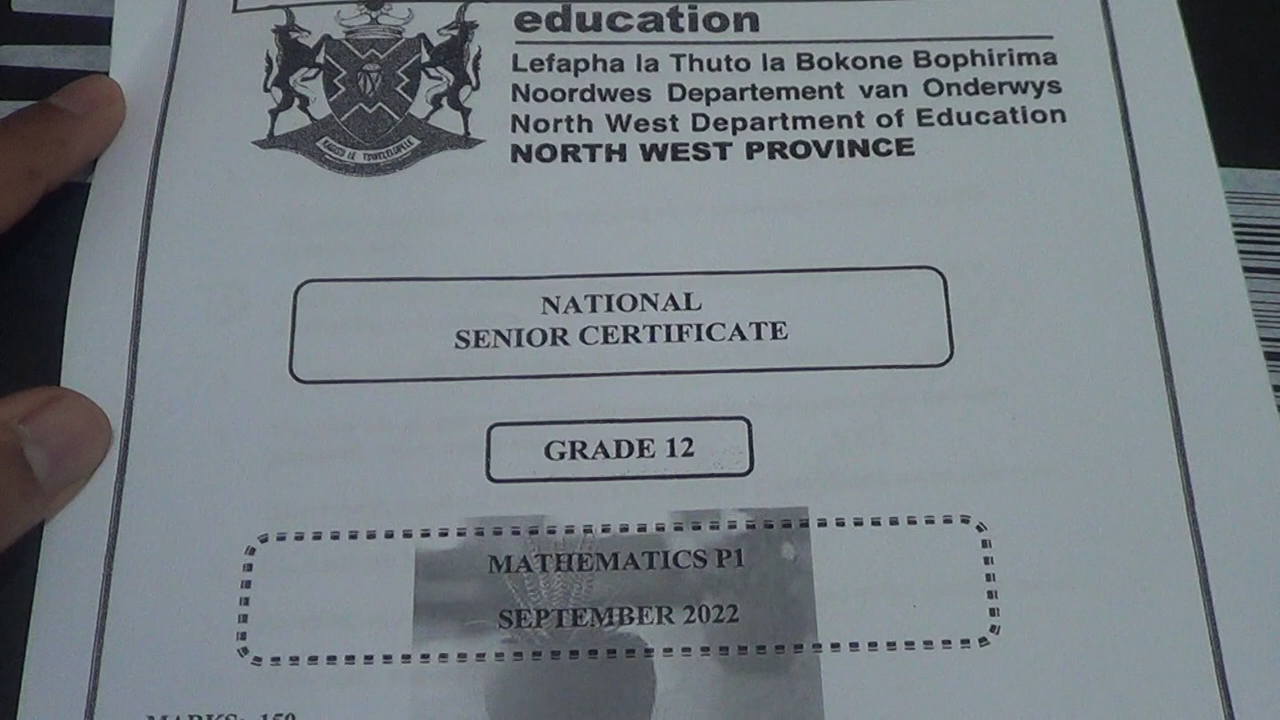 education
Lefapha la Thuto la Bokone Bophirima
Noordwes Departement van Onderwys
North West Department of Education
NORTH WEST PROVINCE
NATIONAL
SENIOR CERTIFICATE
GRADE 12
MATHEMATICS P1
SEPTEMBER 2022
MARKS: 150